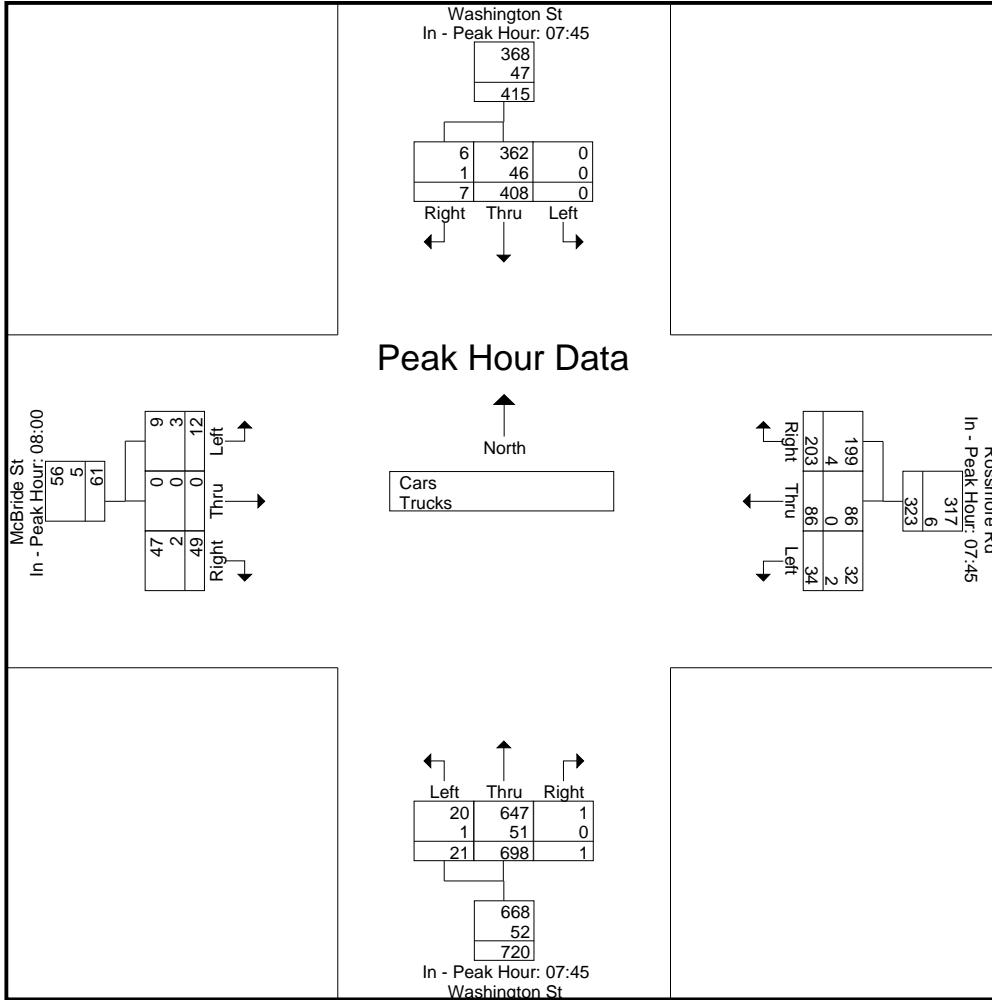 Washington St
In - Peak Hour: 07:45
368
47
415
6 362 0
1 46 0
7 408 0
Right Thru Left
Peak Hour Data
North
Cars
Trucks
McBride St
In - Peak Hour: 08:00
56
5
61
9 0 47
3 0 2
12 0 49
Left Thru Right
Rossmore Rd
In - Peak Hour: 07:45
317
6
323
199 86 32
4 0 2
203 86 34
Right Thru Left
Left Thru Right
20 647 1
1 51 0
21 698 1
668
52
720
In - Peak Hour: 07:45
Washington St